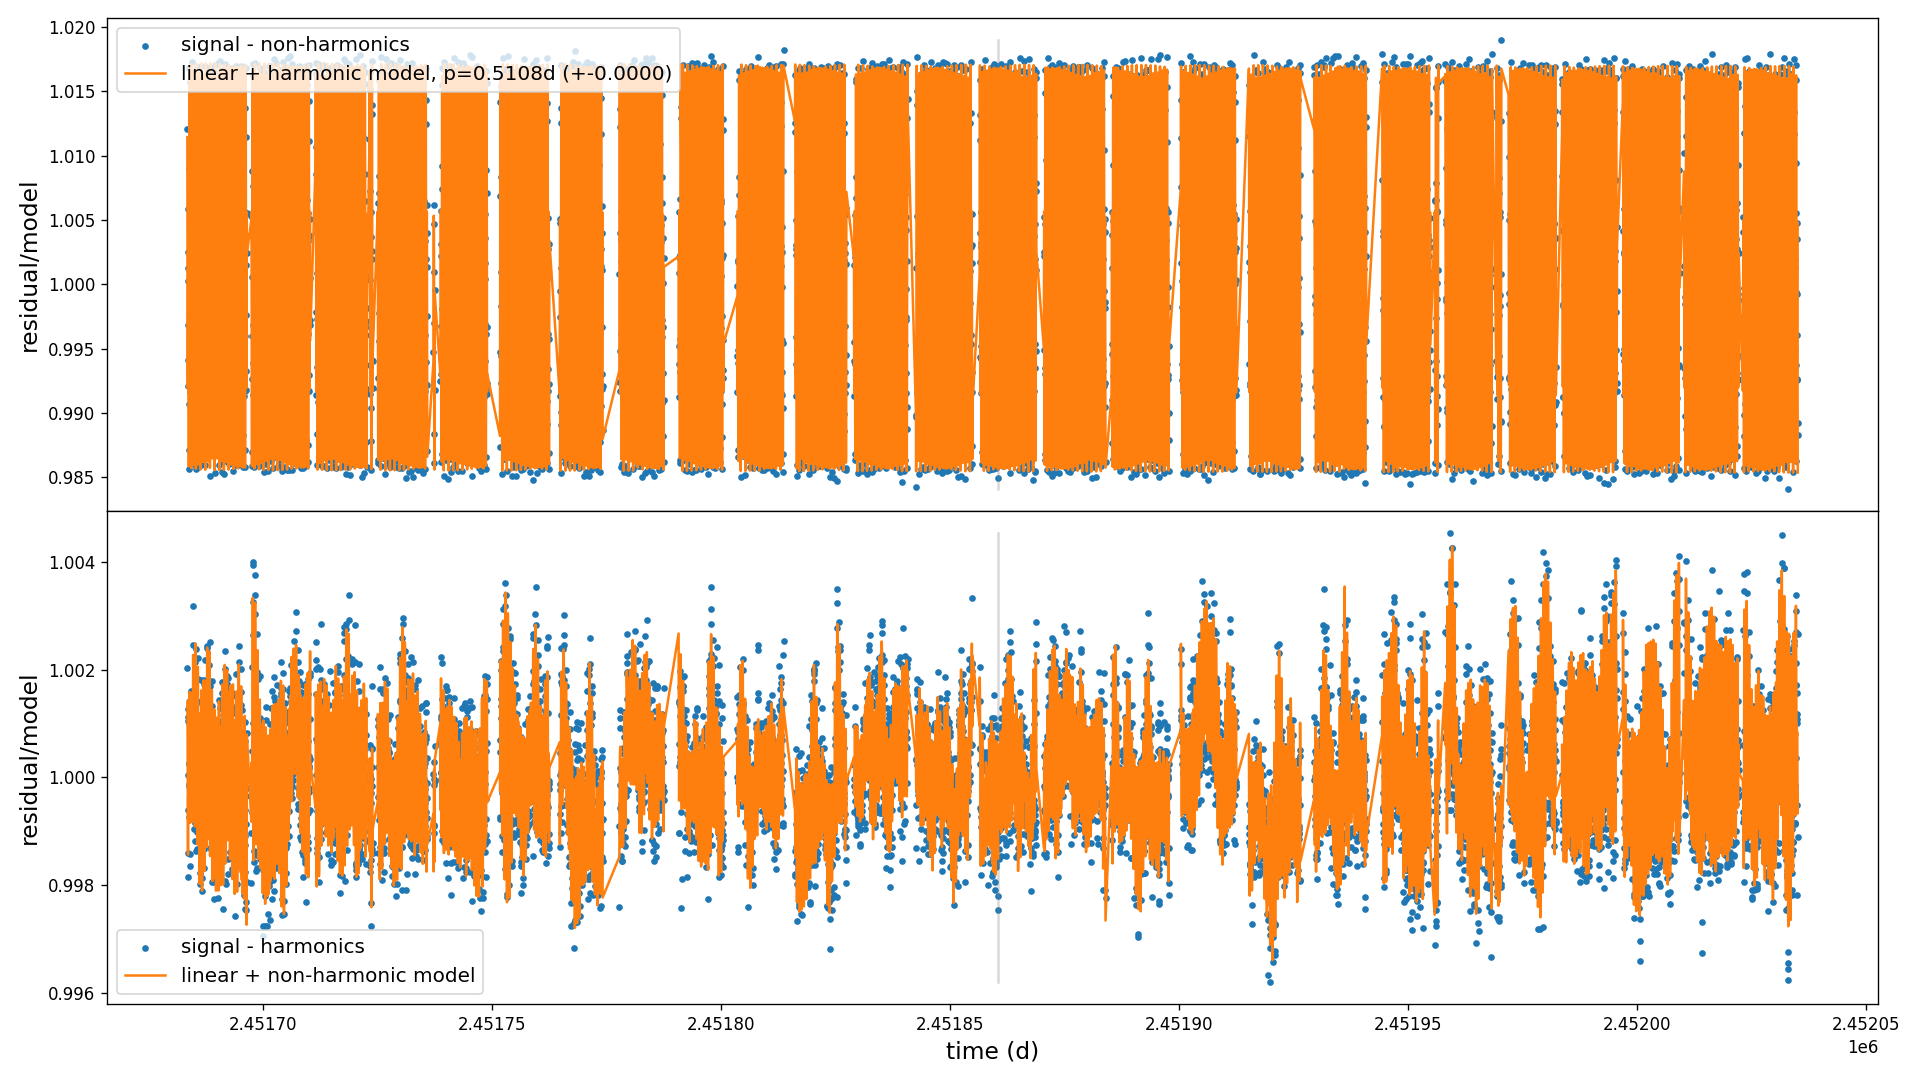 1.020
1.015
1.010
1.005
1.000
0.995
0.990
0.985
residual/model
signal - non-harmonics
linear + harmonic model, p=0.5108d (+-0.0000)
1.004
1.002
1.000
0.998
0.996
residual/model
signal - harmonics
linear + non-harmonic model
2.45170 2.45175 2.45180 2.45185 2.45190 2.45195 2.45200 2.45205
1e6
time (d)